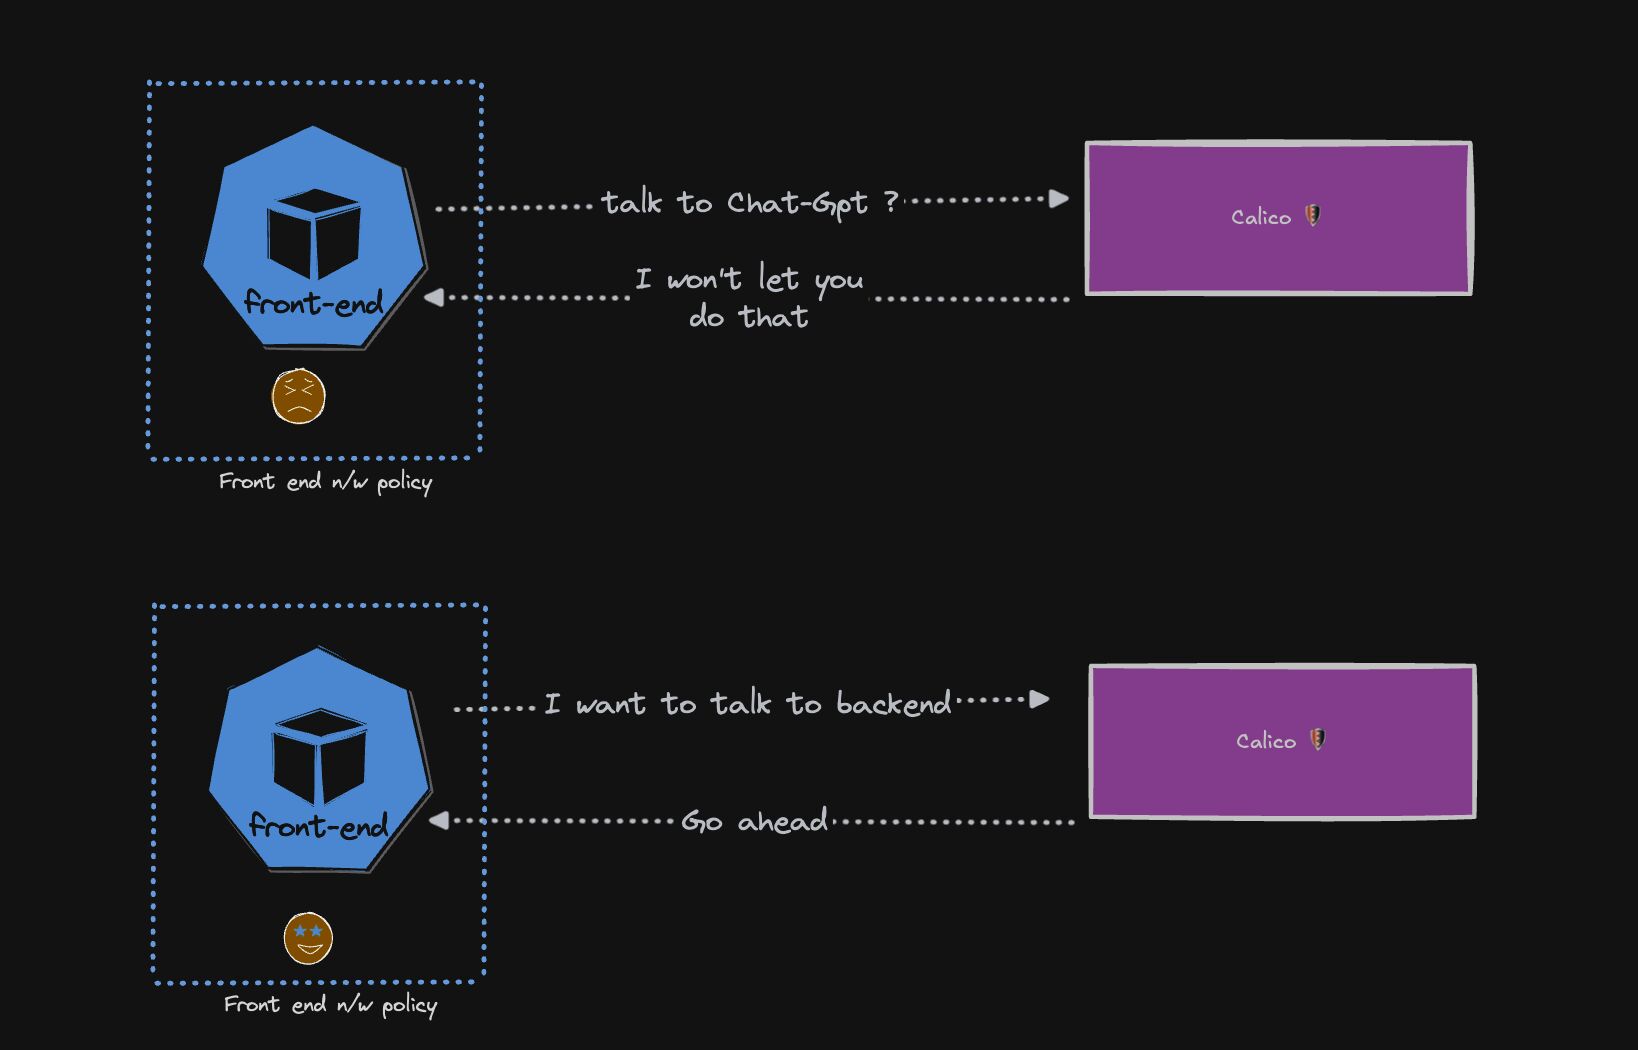 talk to Chat-Gpt ?
Calico
I won't let you
do that
front-end
Front end n/w policy
I want to talk to backend
Calico
Go ahead
front-end
Front end n/w policy